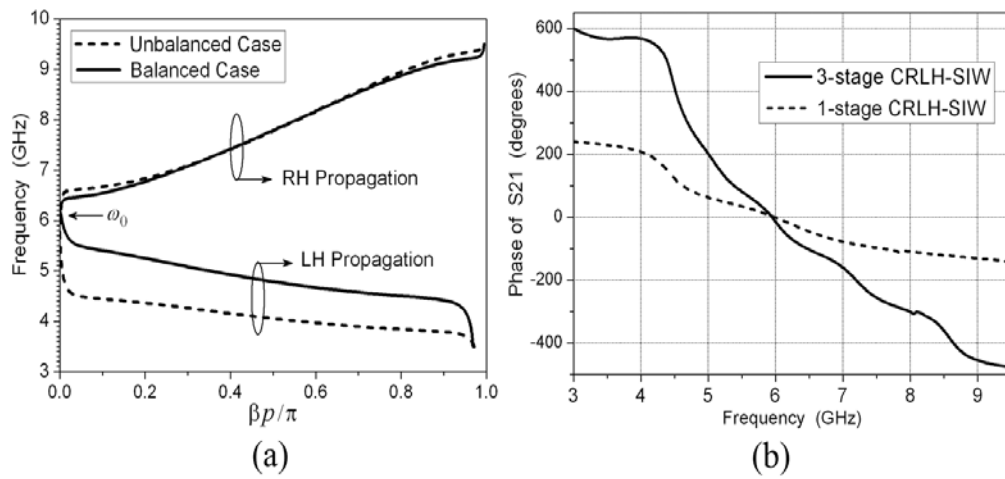 10
9
8
7
6
5
4
3
Frequency (GHz)
Unbalanced Case
Balanced Case
RH Propagation
ω0
LH Propagation
0.0 0.2 0.4 0.6 0.8 1.0
βp/π
(a)
600
400
200
0
-200
-400
Phase of S21 (degrees)
3-stage CRLH-SIW
1-stage CRLH-SIW
3 4 5 6 7 8 9
Frequency (GHz)
(b)